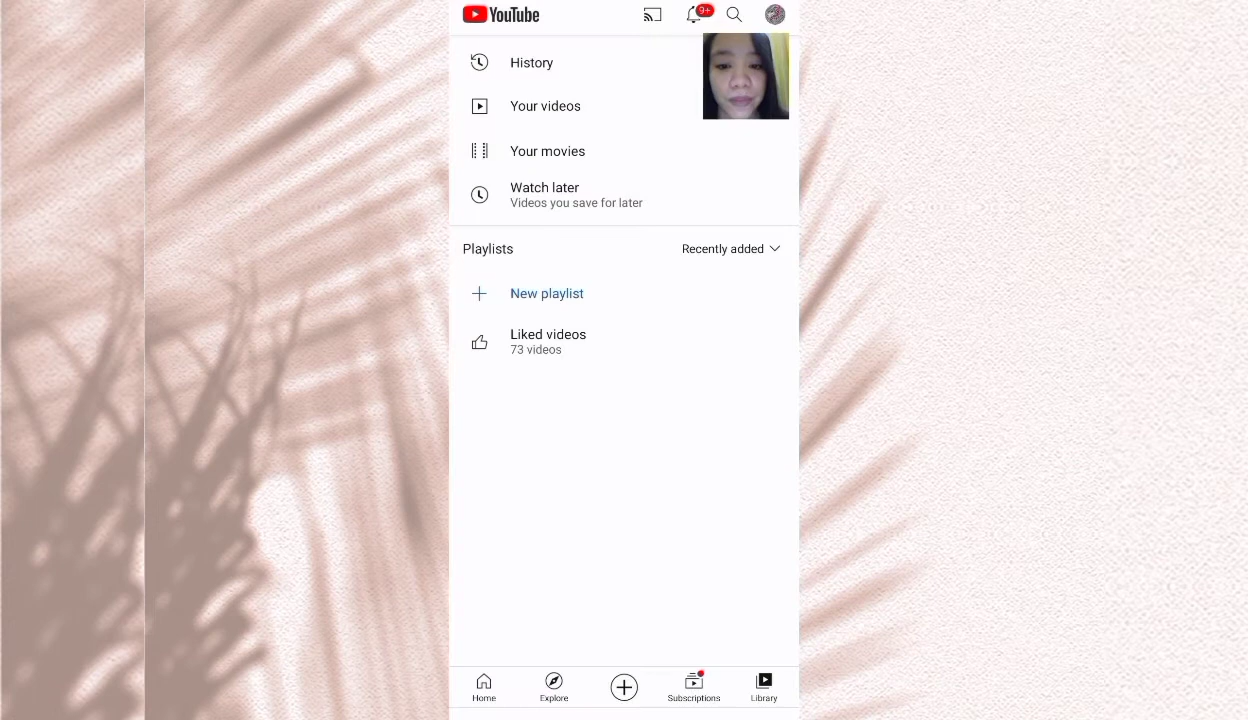 YouTube
9+
History
Your videos
Your movies
Watch later
Videos you save for later
Playlists
Recently added
New playlist
Liked videos
73 videos
Home
Explore
Subscriptions
Library